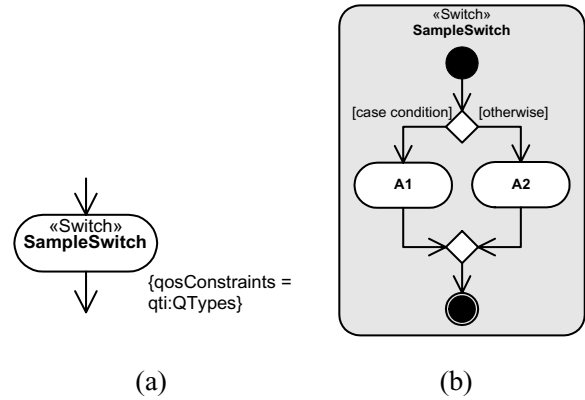 «Switch»
SampleSwitch
{qosConstraints =
qti:QTypes}
(a)
«Switch»
SampleSwitch
[case condition]
[otherwise]
A1
A2
(b)